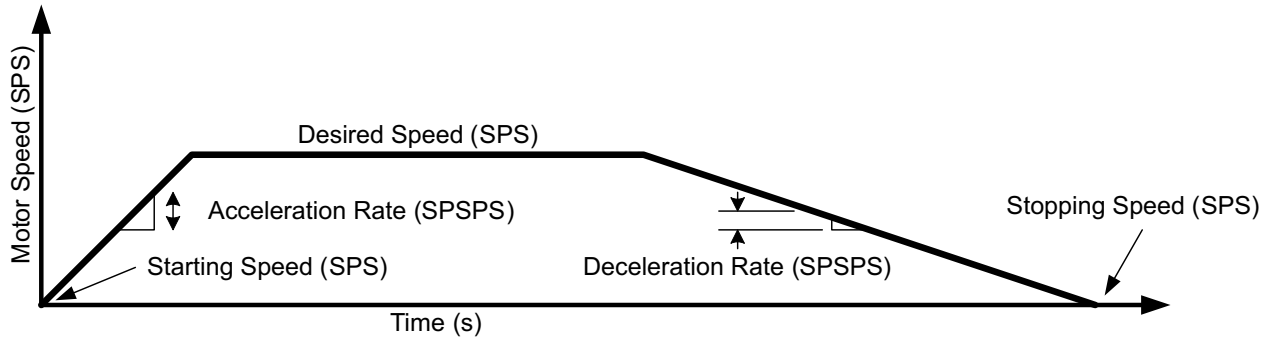 Motor Speed (SPS)
Desired Speed (SPS)
Acceleration Rate (SPSPS)
Stopping Speed (SPS)
Starting Speed (SPS)
Deceleration Rate (SPSPS)
Time (s)